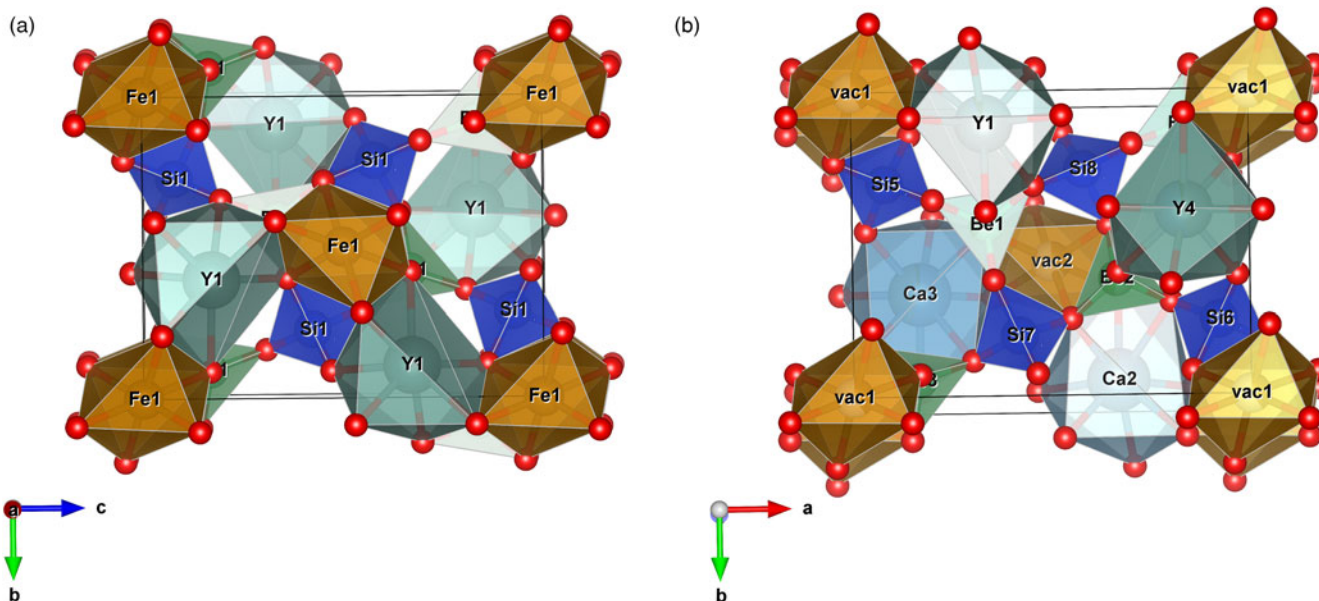 (a)
Fe1
Fe1
Y1
Si1
Si1
Y1
Fe1
Y1
Si1
Si1
Y1
Fe1
Fe1
a
c
b
(b)
vac1
vac1
Y1
Si5
Si8
Y4
Be1
vac2
Ca3
Si7
Si6
Ca2
vac1
vac1
a
b